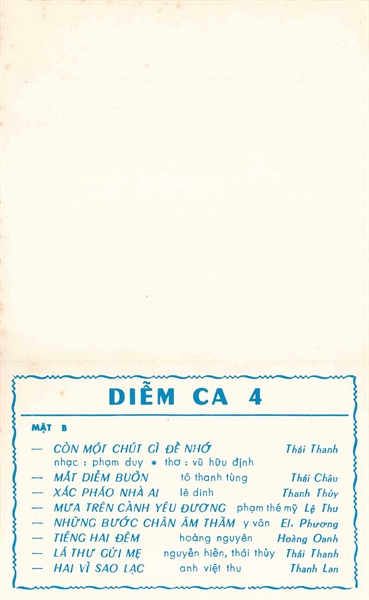 DIỄM CA 4
MẶT B
— CÒN MỘT CHÚT GÌ ĐỂ NHỚ Thái Thanh
nhạc : phạm duy * thơ : vũ hữu định
— MẮT DIỄM BUỒN tô thanh tùng Thái Châu
— XÁC PHÁO NHÀ AI lê dinh Thanh Thúy
— MƯA TRÊN CÀNH YÊU ĐƯƠNG phạm thế mỹ Lệ Thu
— NHỮNG BƯỚC CHÂN ÂM THẦM y vân El. Phương
— TIẾNG HAI ĐÊM hoàng nguyên Hoàng Oanh
— LÁ THƯ GỬI MẸ nguyễn hiền, thái thủy Thái Thanh
— HAI VÌ SAO LẠC anh việt thu Thanh Lan